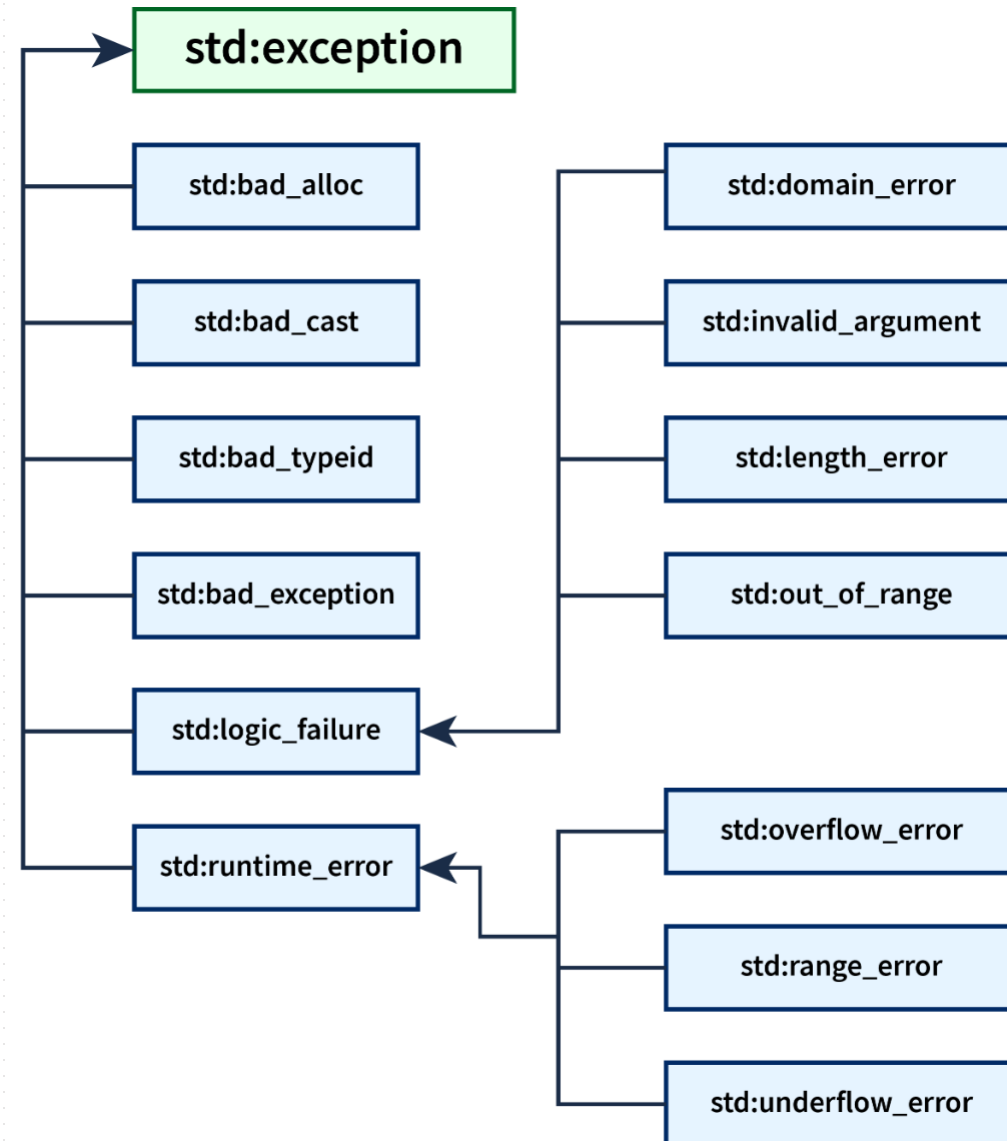 std:exception
std:bad_alloc
std:bad_cast
std:bad_typeid
std:bad_exception
std:logic_failure
std:runtime_error
std:domain_error
std:invalid_argument
std:length_error
std:out_of_range
std:overflow_error
std:range_error
std:underflow_error